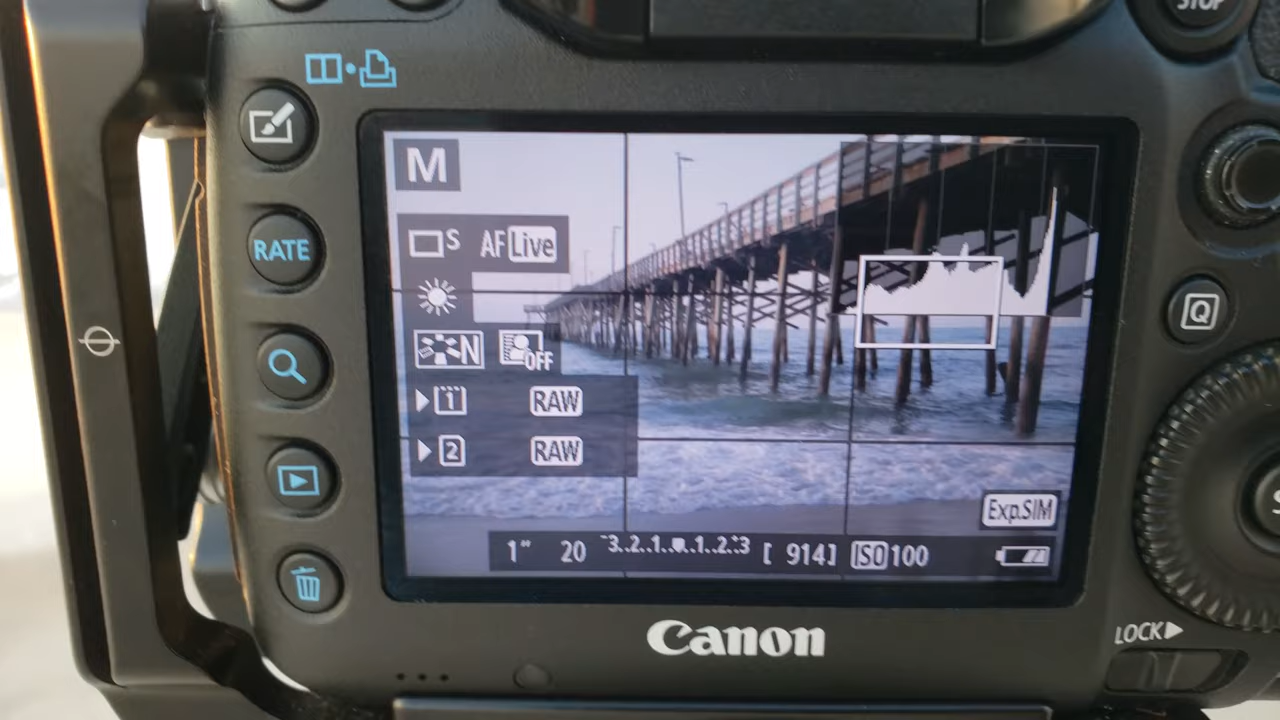 STOP
M
S AF Live
RATE
N OFF
Q
1 RAW
2 RAW
Exp.SIM
1" 20 -3..2..1..▾..1..2..+3 [ 914] ISO 100
Canon
LOCK▶